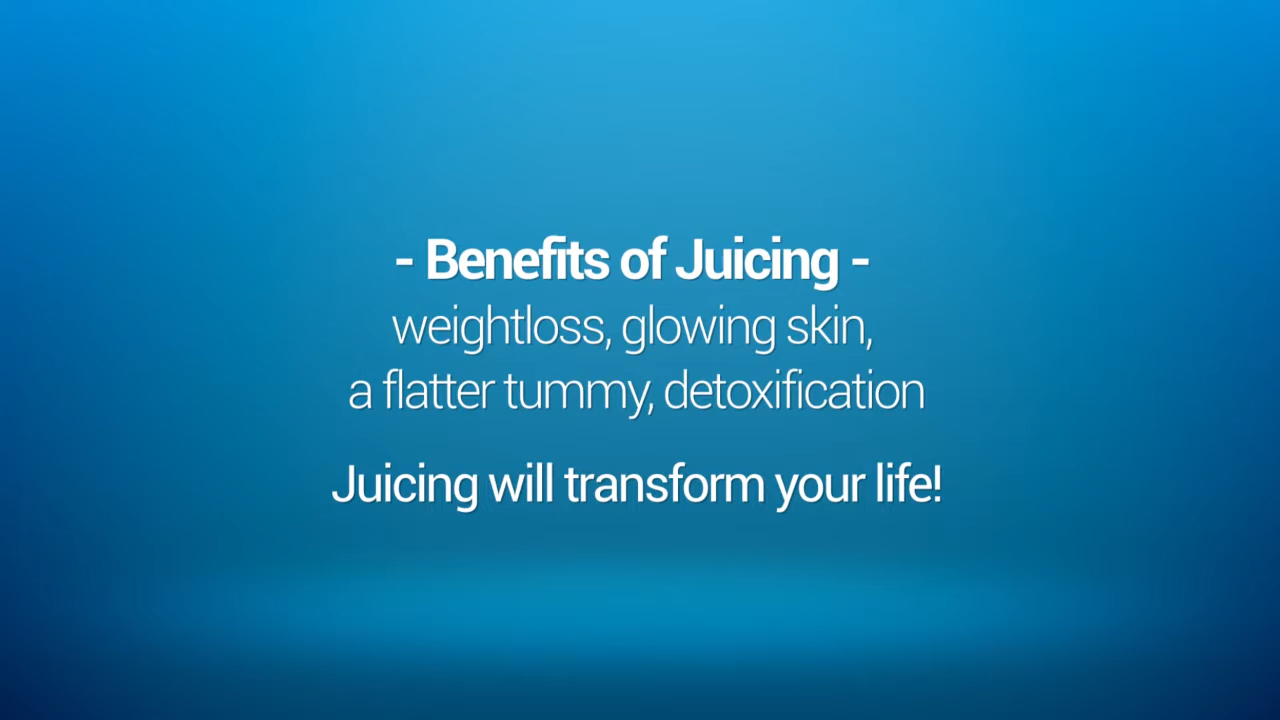 - Benefits of Juicing -
weightloss, glowing skin,
a flatter tummy, detoxification
Juicing will transform your life!